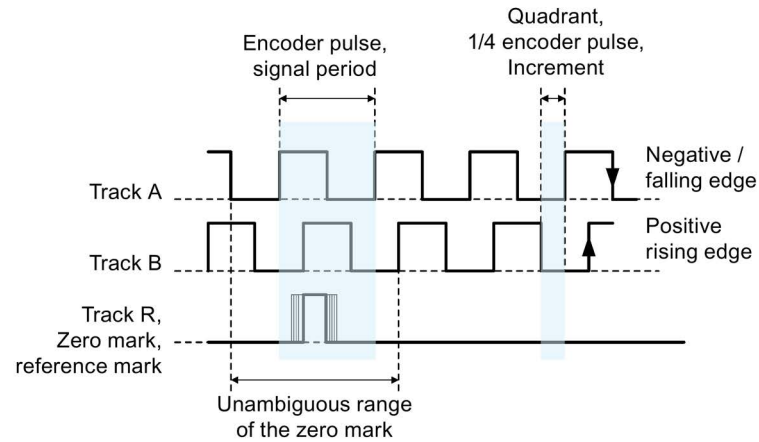 Encoder pulse,
signal period
Quadrant,
1/4 encoder pulse,
Increment
Track A
Negative /
falling edge
Track B
Positive
rising edge
Track R,
Zero mark,
reference mark
Unambiguous range
of the zero mark